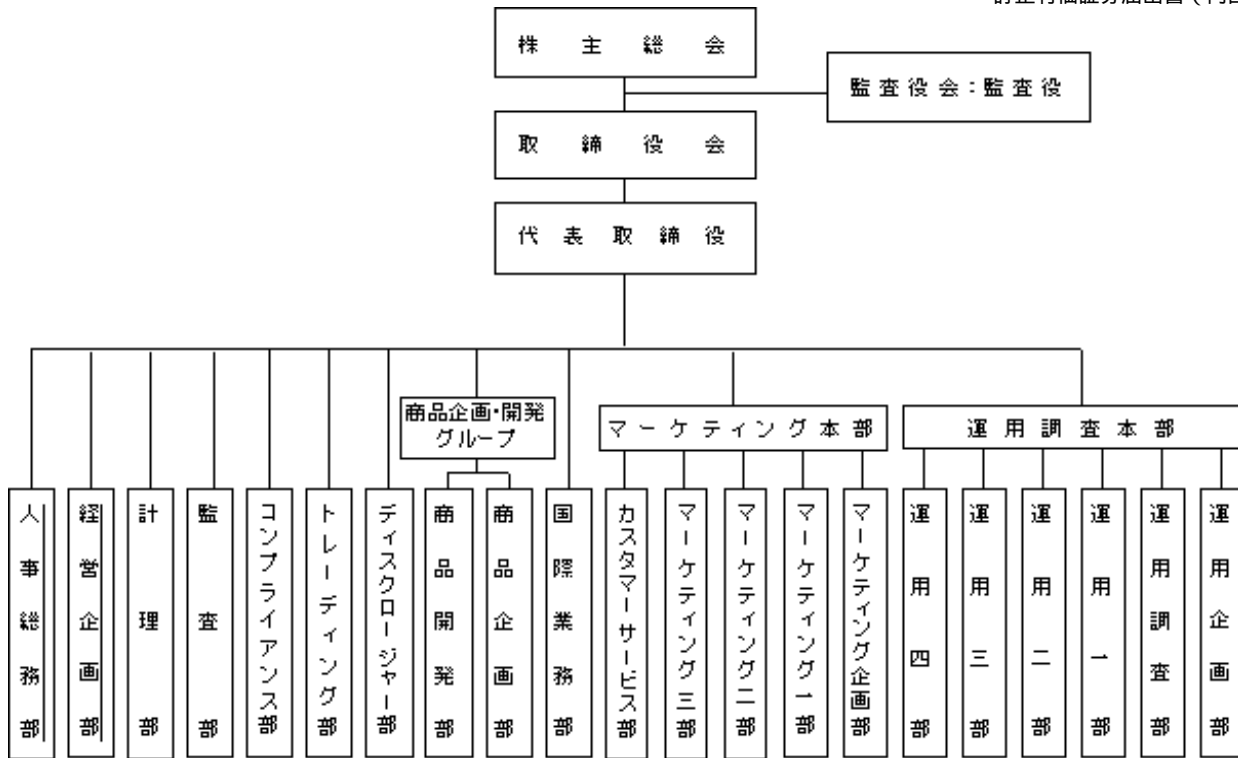 株主総会
監査役会：監査役
取締役会
代表取締役
商品企画・開発
グループ
マーケティング本部
運用調査本部
人事総務部
経営企画部
計理部
監査部
コンプライアンス部
トレーディング部
ディスクロージャー部
商品開発部
商品企画部
国際業務部
カスタマーサービス部
マーケティング三部
マーケティング二部
マーケティング一部
マーケティング企画部
運用四部
運用三部
運用二部
運用一部
運用調査部
運用企画部